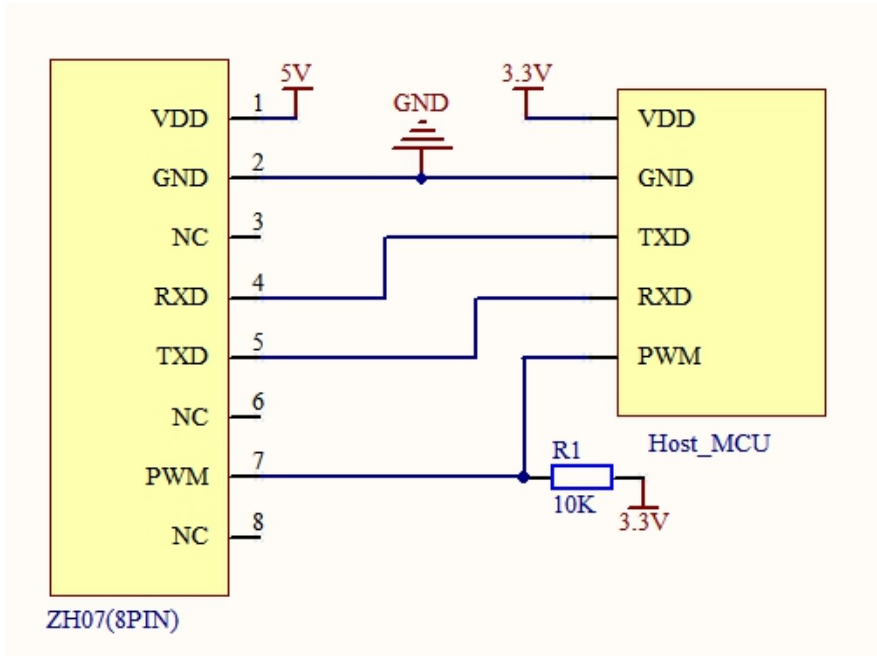 5V
3.3V
GND
VDD 1
GND 2
NC 3
RXD 4
TXD 5
NC 6
PWM 7
NC 8
ZH07(8PIN)
VDD
GND
TXD
RXD
PWM
Host_MCU
R1
10K
3.3V